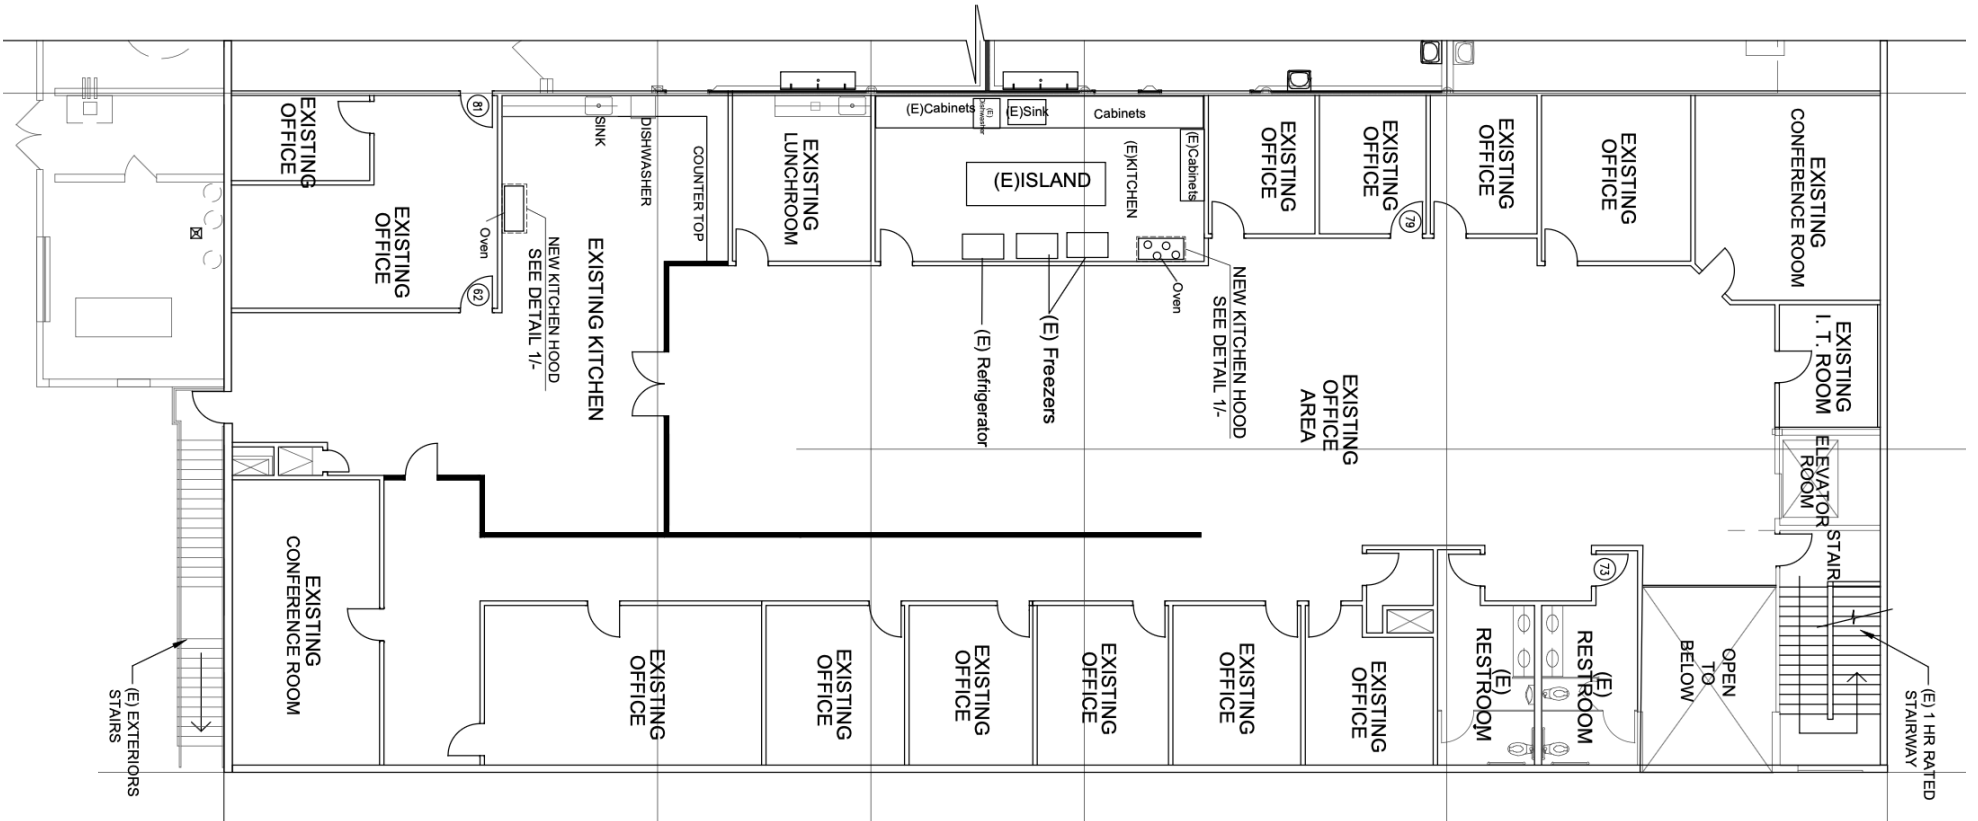 EXISTING
OFFICE
81
EXISTING
OFFICE
62
SINK
DISHWASHER
COUNTER TOP
Oven
NEW KITCHEN HOOD
SEE DETAIL 1/-
EXISTING KITCHEN
EXISTING
LUNCHROOM
(E)Cabinets
(E)
Dishwasher
(E)Sink
Cabinets
(E)Cabinets
(E)KITCHEN
(E)ISLAND
(E) Refrigerator
(E) Freezers
Oven
NEW KITCHEN HOOD
SEE DETAIL 1/-
EXISTING
OFFICE
EXISTING
OFFICE
79
EXISTING
OFFICE
EXISTING
OFFICE
EXISTING
CONFERENCE ROOM
EXISTING
I. T. ROOM
EXISTING
OFFICE
AREA
ELEVATOR
ROOM
STAIR
(E) EXTERIORS
STAIRS
EXISTING
CONFERENCE ROOM
EXISTING
OFFICE
EXISTING
OFFICE
EXISTING
OFFICE
EXISTING
OFFICE
EXISTING
OFFICE
EXISTING
OFFICE
(E)
RESTROOM
73
(E)
RESTROOM
OPEN
TO
BELOW
(E) 1 HR RATED
STAIRWAY